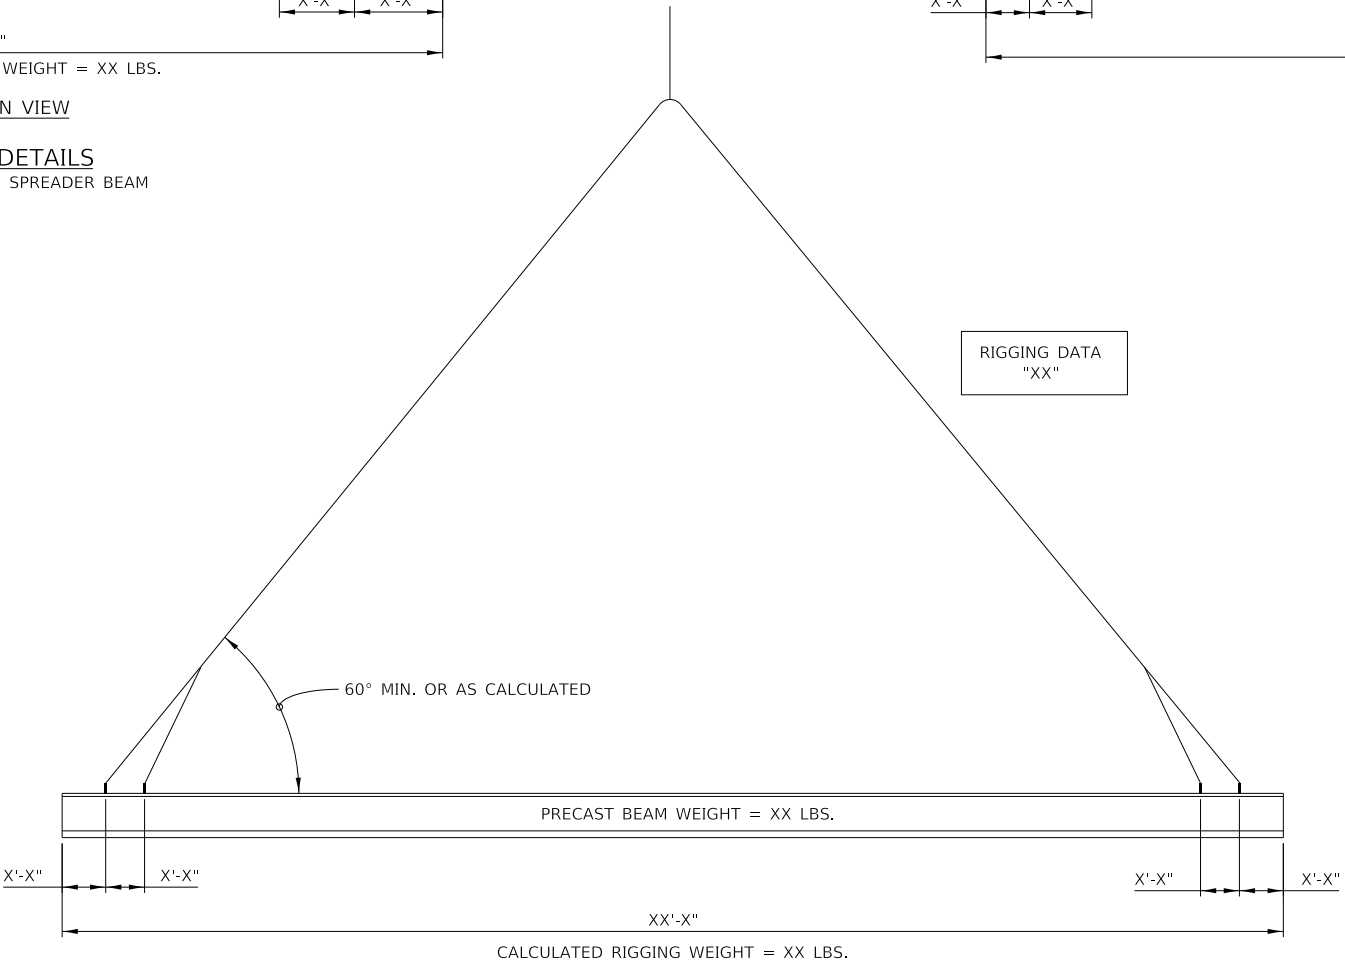 X'-X"
X'-X"
X'-X"
X'-X"
"
WEIGHT = XX LBS.
N VIEW
DETAILS
SPREADER BEAM
RIGGING DATA
"XX"
60° MIN. OR AS CALCULATED
PRECAST BEAM WEIGHT = XX LBS.
X'-X"
X'-X"
X'-X"
X'-X"
XX'-X"
CALCULATED RIGGING WEIGHT = XX LBS.